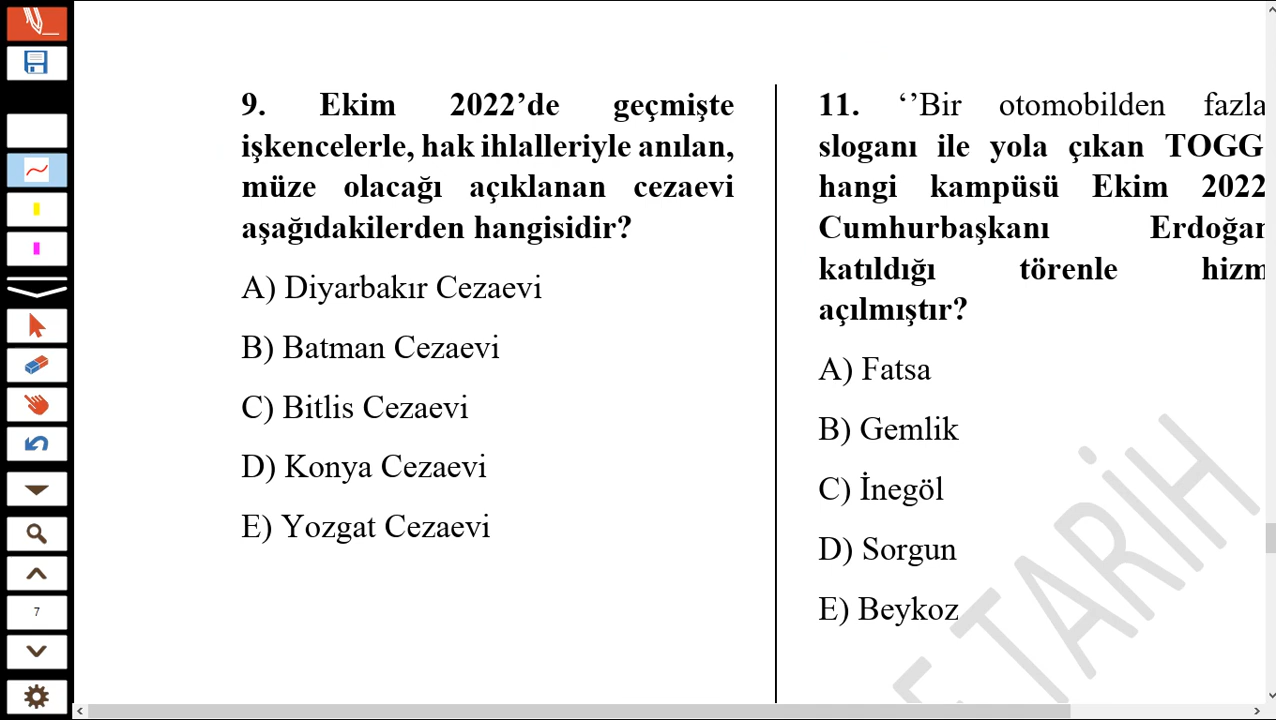 9. Ekim 2022’de geçmişte
işkencelerle, hak ihlalleriyle anılan,
müze olacağı açıklanan cezaevi
aşağıdakilerden hangisidir?
A) Diyarbakır Cezaevi
B) Batman Cezaevi
C) Bitlis Cezaevi
D) Konya Cezaevi
E) Yozgat Cezaevi
11. ‘’Bir otomobilden fazla
sloganı ile yola çıkan TOGG
hangi kampüsü Ekim 2022
Cumhurbaşkanı
katıldığı törenle
açılmıştır?
A) Fatsa
B) Gemlik
C) İnegöl
D) Sorgun
E) Beykoz
TARİH
7